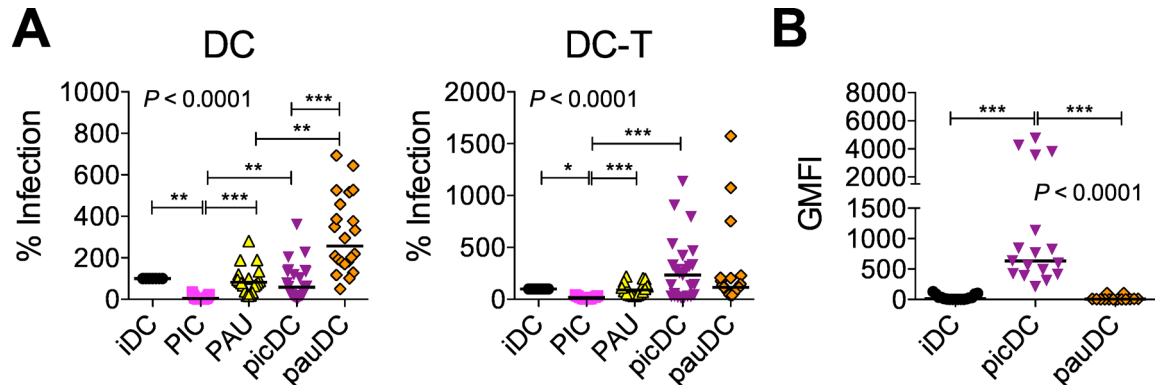 A
DC
% Infection
1000
800
600
400
200
0
P < 0.0001
***
**
**
**
***
iDC
PIC
PAU
picDC
pauDC
DC-T
% Infection
2000
1500
1000
500
0
P < 0.0001
***
*
***
iDC
PIC
PAU
picDC
pauDC
B
GMFI
8000
6000
4000
2000
1500
1000
500
0
***
***
P < 0.0001
iDC
picDC
pauDC